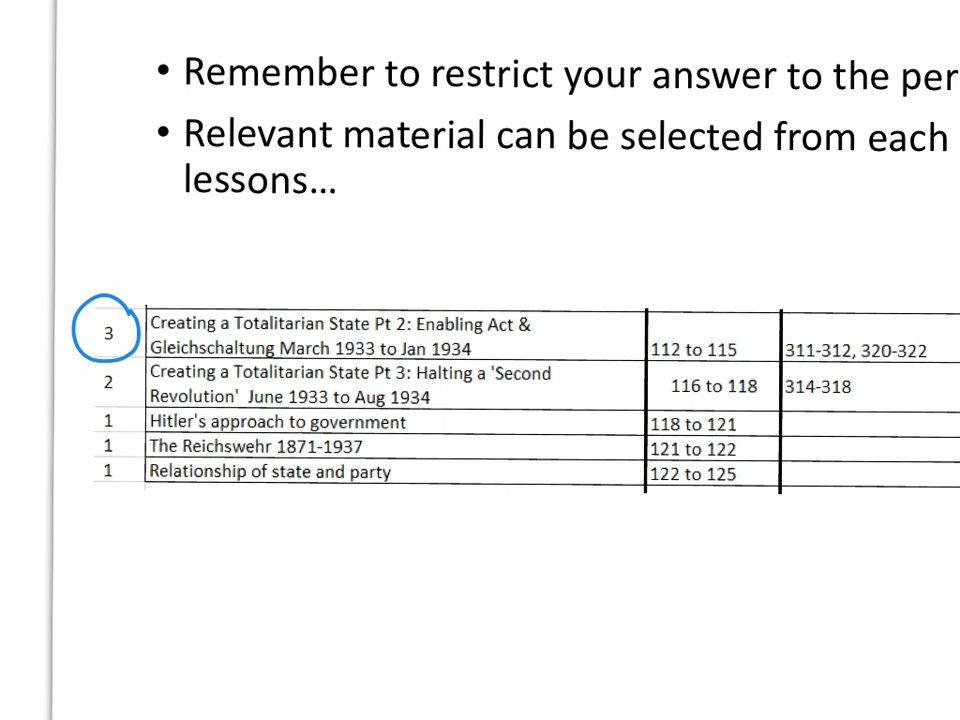 • Remember to restrict your answer to the per
• Relevant material can be selected from each
lessons...
3 Creating a Totalitarian State Pt 2: Enabling Act &
Gleichschaltung March 1933 to Jan 1934 112 to 115 311-312, 320-322
2 Creating a Totalitarian State Pt 3: Halting a 'Second
Revolution' June 1933 to Aug 1934 116 to 118 314-318
1 Hitler's approach to government 118 to 121
1 The Reichswehr 1871-1937 121 to 122
1 Relationship of state and party 122 to 125